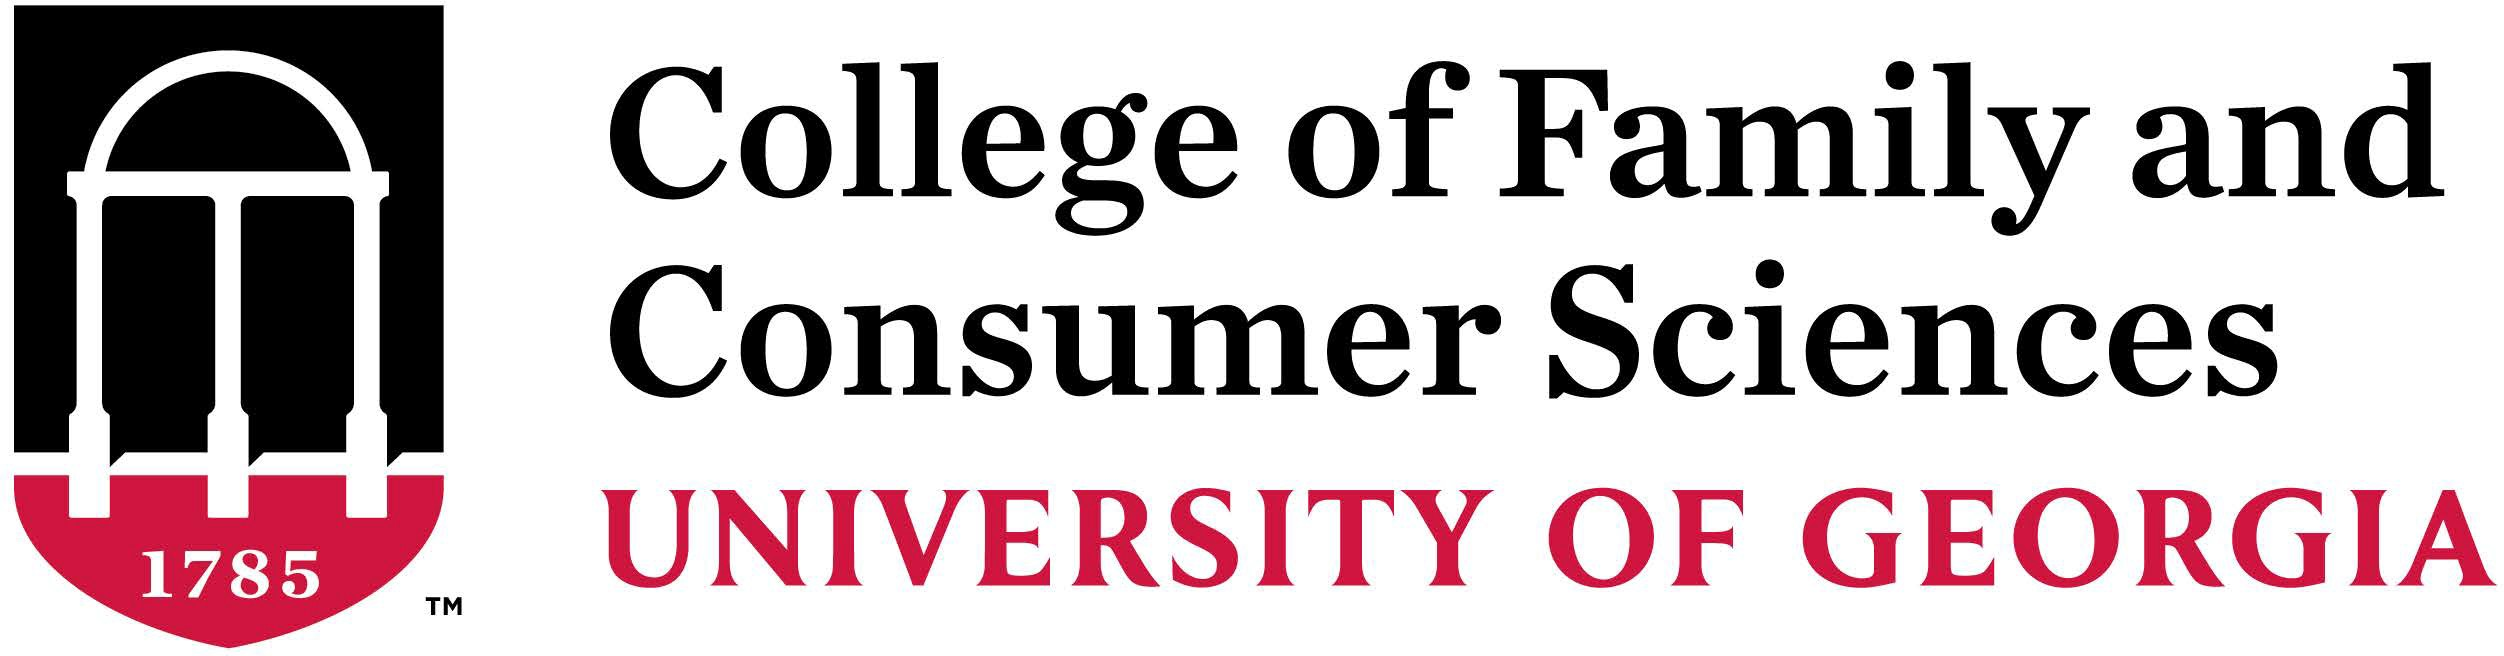 College of Family and
Consumer Sciences
UNIVERSITY OF GEORGIA
1785
TM